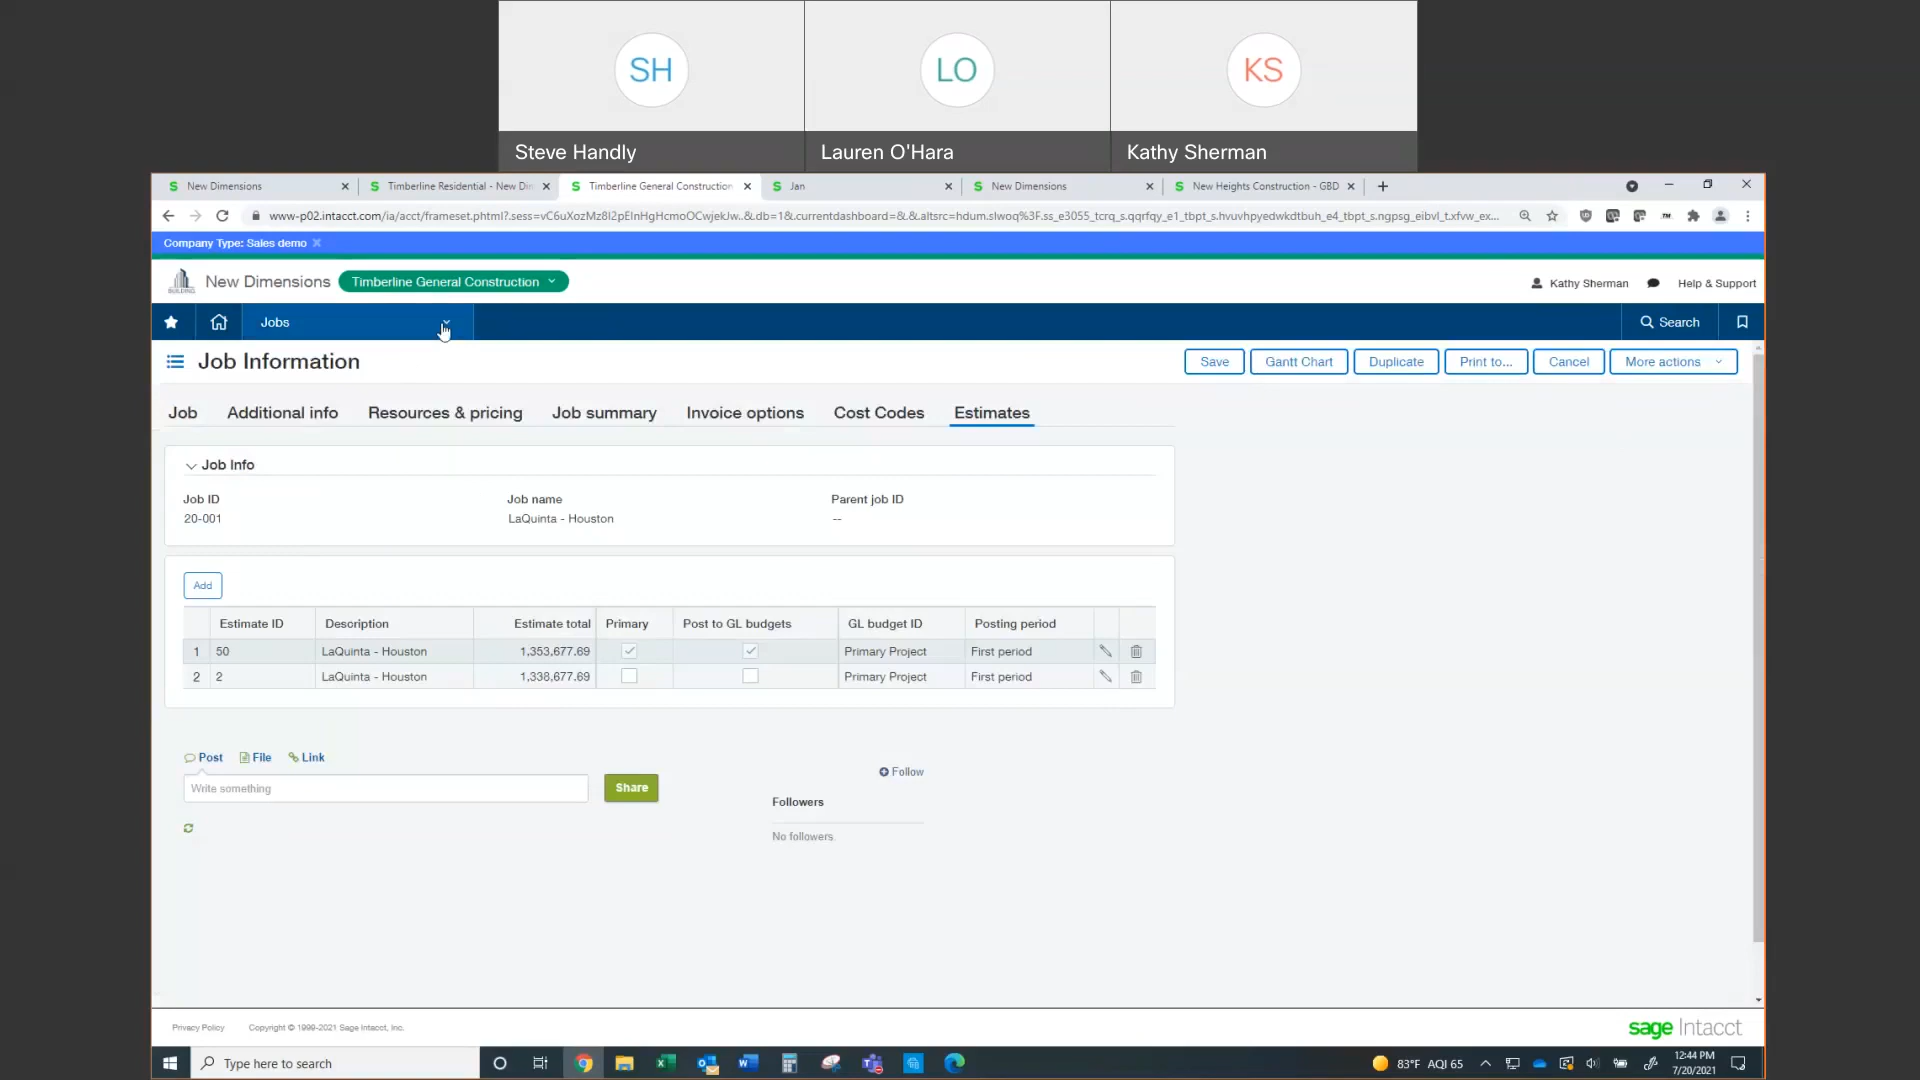 SH
LO
KS
Steve Handly
Lauren O'Hara
Kathy Sherman
New Dimensions
Timberline Residential - New Din
Timberline General Construction
Jan
New Dimensions
New Heights Construction - GBD
Company Type: Sales demo
BUILDING
New Dimensions
Timberline General Construction
Kathy Sherman
Help & Support
Jobs
Search
Job Information
Save
Gantt Chart
Duplicate
Print to...
Cancel
More actions
Job
Additional info
Resources & pricing
Job summary
Invoice options
Cost Codes
Estimates
Job Info
Job ID
Job name
Parent job ID
20-001
LaQuinta - Houston
--
Add
Estimate ID
Description
Estimate total
Primary
Post to GL budgets
GL budget ID
Posting period
1 50 LaQuinta - Houston 1,353,677.69 Primary Project First period
2 2 LaQuinta - Houston 1,338,677.69 Primary Project First period
Post
File
Link
Follow
Write something
Share
Followers
No followers.
Privacy Policy
Copyright © 1999-2021 Sage Intacct, Inc.
sage Intacct
Type here to search
83°F AQI 65
12:44 PM
7/20/2021